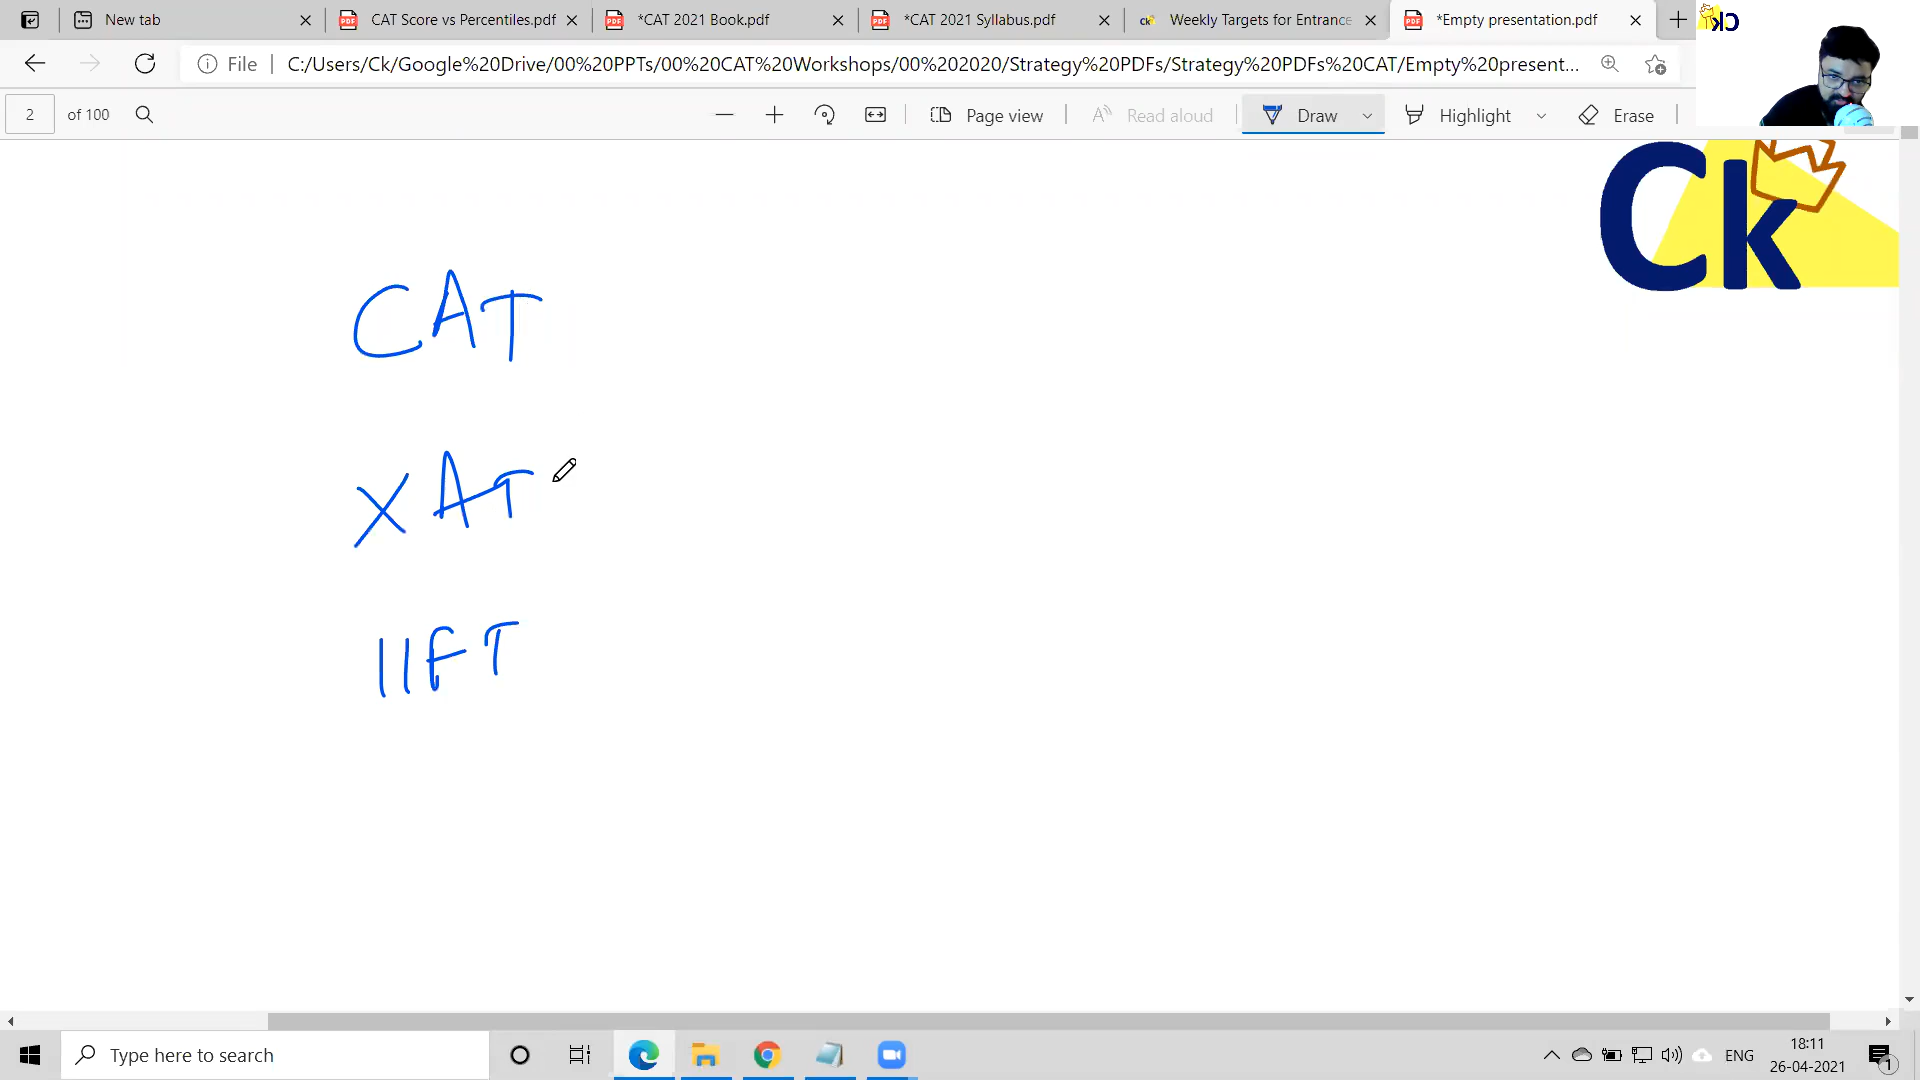 New tab
CAT Score vs Percentiles.pdf
*CAT 2021 Book.pdf
*CAT 2021 Syllabus.pdf
Weekly Targets for Entrance
*Empty presentation.pdf
File
C:/Users/Ck/Google%20Drive/00%20PPTs/00%20CAT%20Workshops/00%202020/Strategy%20PDFs/Strategy%20PDFs%20CAT/Empty%20present...
2 of 100
Page view
Read aloud
Draw
Highlight
Erase
Ck
CAT
XAT
IIFT
Type here to search
ENG
18:11
26-04-2021
1